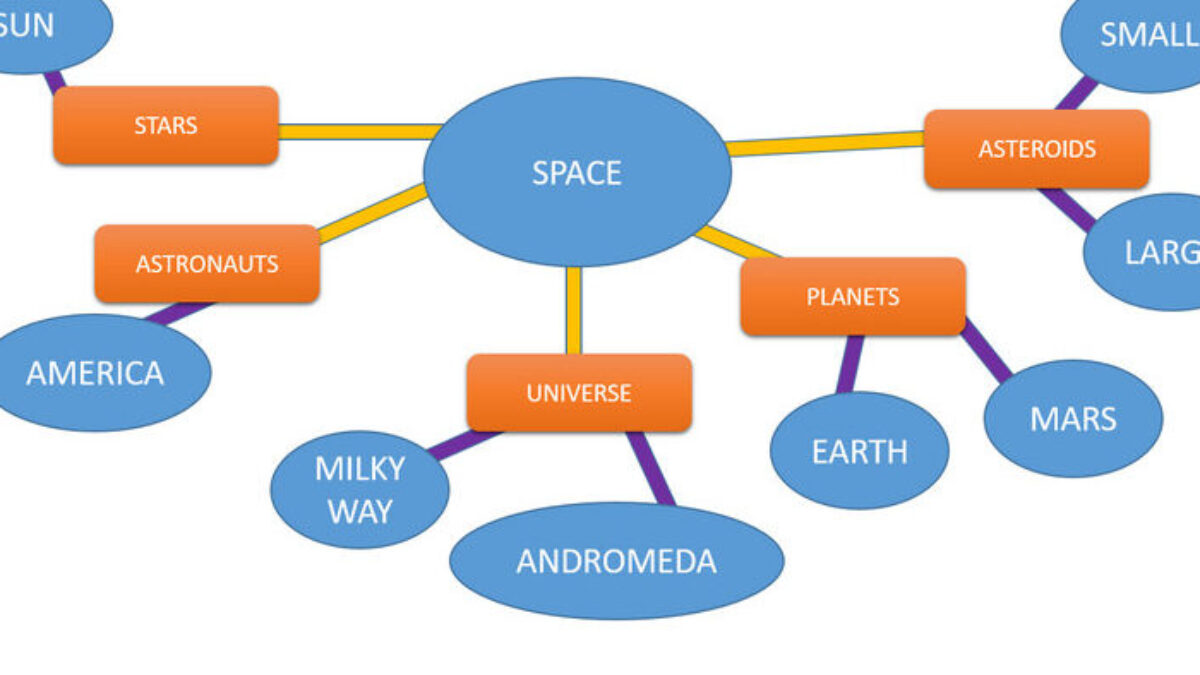 SUN
SMALL
STARS
ASTEROIDS
SPACE
ASTRONAUTS
LARG
PLANETS
AMERICA
UNIVERSE
MARS
EARTH
MILKY
WAY
ANDROMEDA